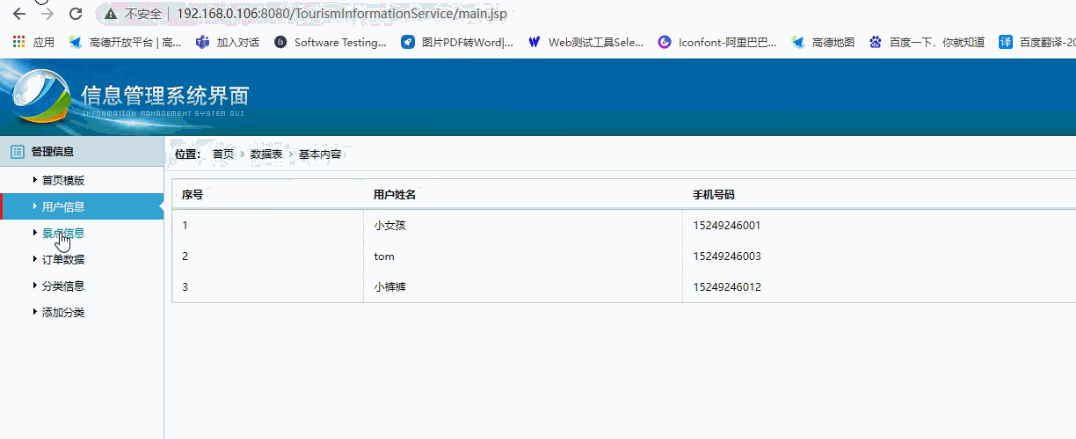 不安全 | 192.168.0.106:8080/TourismInformationService/main.jsp
应用 高德开放平台 | 高... 加入对话 Software Testing... 图片PDF转Word|... Web测试工具Sele... Iconfont-阿里巴巴... 高德地图 百度一下，你就知道 译 百度翻译-20
信息管理系统界面
INFORMATION MANAGEMENT SYSTEM GUI
管理信息
首页模版
用户信息
景点信息
订单数据
分类信息
添加分类
位置： 首页 > 数据表 > 基本内容
序号 用户姓名 手机号码
1 小女孩 15249246001
2 tom 15249246003
3 小裤裤 15249246012